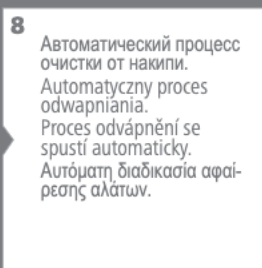 8
Автоматический процесс
очистки от накипи.
Automatyczny proces
odwapniania.
Proces odvápnění se
spustí automaticky.
Αυτόματη διαδικασία αφαί-
ρεσης αλάτων.